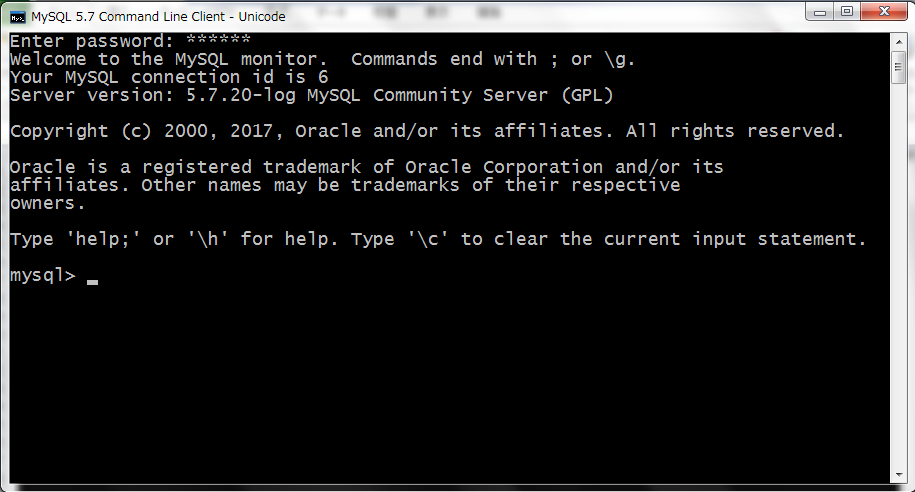 MySQL 5.7 Command Line Client - Unicode
Enter password: ******
Welcome to the MySQL monitor.  Commands end with ; or \g.
Your MySQL connection id is 6
Server version: 5.7.20-log MySQL Community Server (GPL)
Copyright (c) 2000, 2017, Oracle and/or its affiliates. All rights reserved.
Oracle is a registered trademark of Oracle Corporation and/or its
affiliates. Other names may be trademarks of their respective
owners.
Type 'help;' or '\h' for help. Type '\c' to clear the current input statement.
mysql> _